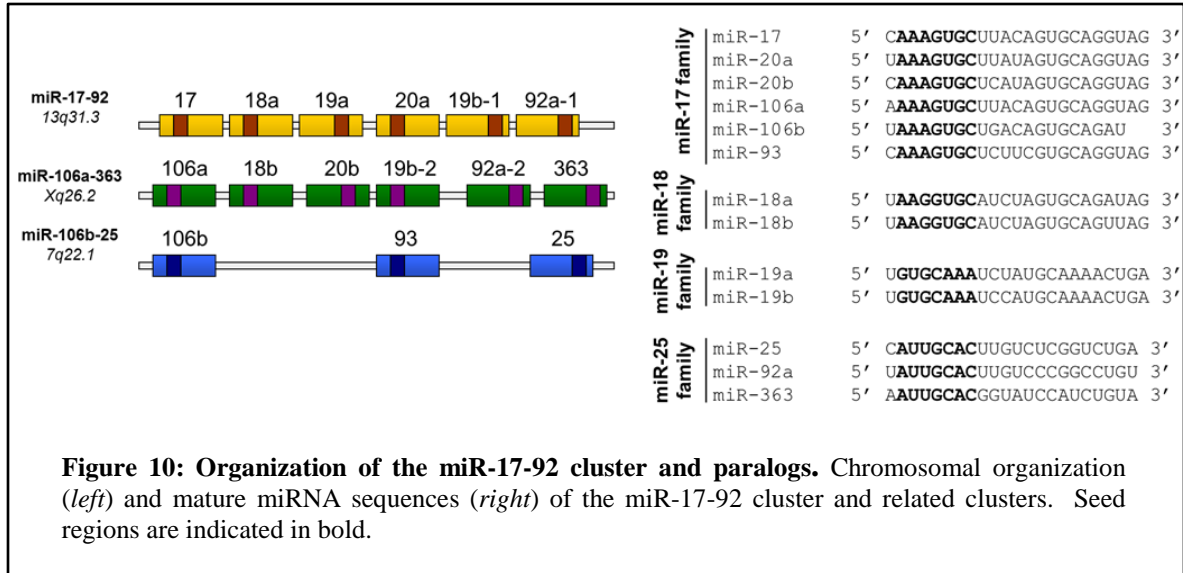 miR-17-92
13q31.3
17 18a 19a 20a 19b-1 92a-1
miR-106a-363
Xq26.2
106a 18b 20b 19b-2 92a-2 363
miR-106b-25
7q22.1
106b 93 25
miR-17 family
miR-17 5' CAAAGUGCUUACAGUGCAGGUAG 3'
miR-20a 5' UAAAGUGCUUAUAGUGCAGGUAG 3'
miR-20b 5' CAAAGUGCUCAUAGUGCAGGUAG 3'
miR-106a 5' AAAAGUGCUUACAGUGCAGGUAG 3'
miR-106b 5' UAAAGUGCUGACAGUGCAGAU 3'
miR-93 5' CAAAGUGCUCUUCGUGCAGGUAG 3'
miR-18
family
miR-18a 5' UAAGGUGCAUCUAGUGCAGAUAG 3'
miR-18b 5' UAAGGUGCAUCUAGUGCAGUUAG 3'
miR-19
family
miR-19a 5' UGUGCAAAUCUAUGCAAAACUGA 3'
miR-19b 5' UGUGCAAAUCCAUGCAAAACUGA 3'
miR-25
family
miR-25 5' CAUUGCACUUGUCUCGGUCUGA 3'
miR-92a 5' UAUUGCACUUGUCCCGGCCUGU 3'
miR-363 5' AAUUGCACGGUAUCCAUCUGUA 3'
Figure 10: Organization of the miR-17-92 cluster and paralogs. Chromosomal organization
(left) and mature miRNA sequences (right) of the miR-17-92 cluster and related clusters. Seed
regions are indicated in bold.